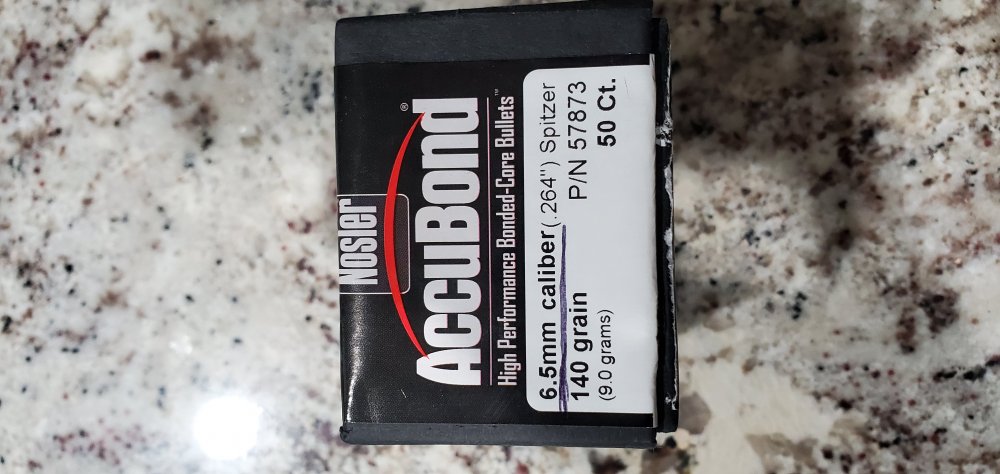 Nosler
AccuBond®
High Performance Bonded-Core Bullets™
6.5mm caliber(.264") Spitzer
140 grain P/N 57873
(9.0 grams) 50 Ct.